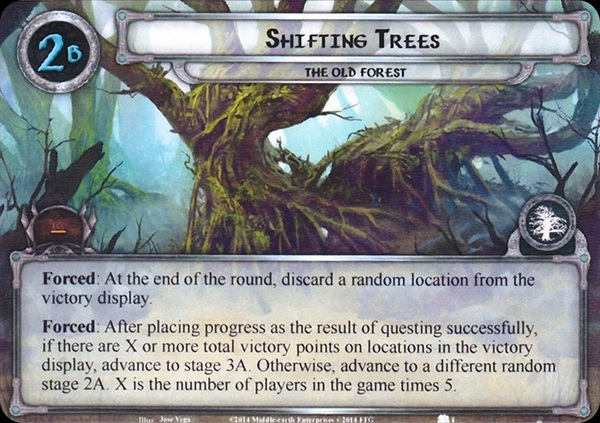 2B
SHIFTING TREES
THE OLD FOREST
Forced: At the end of the round, discard a random location from the
victory display.
Forced: After placing progress as the result of questing successfully,
if there are X or more total victory points on locations in the victory
display, advance to stage 3A. Otherwise, advance to a different random
stage 2A. X is the number of players in the game times 5.
Illus. Jose Vega ©2014 Middle-earth Enterprises ©2014 FFG